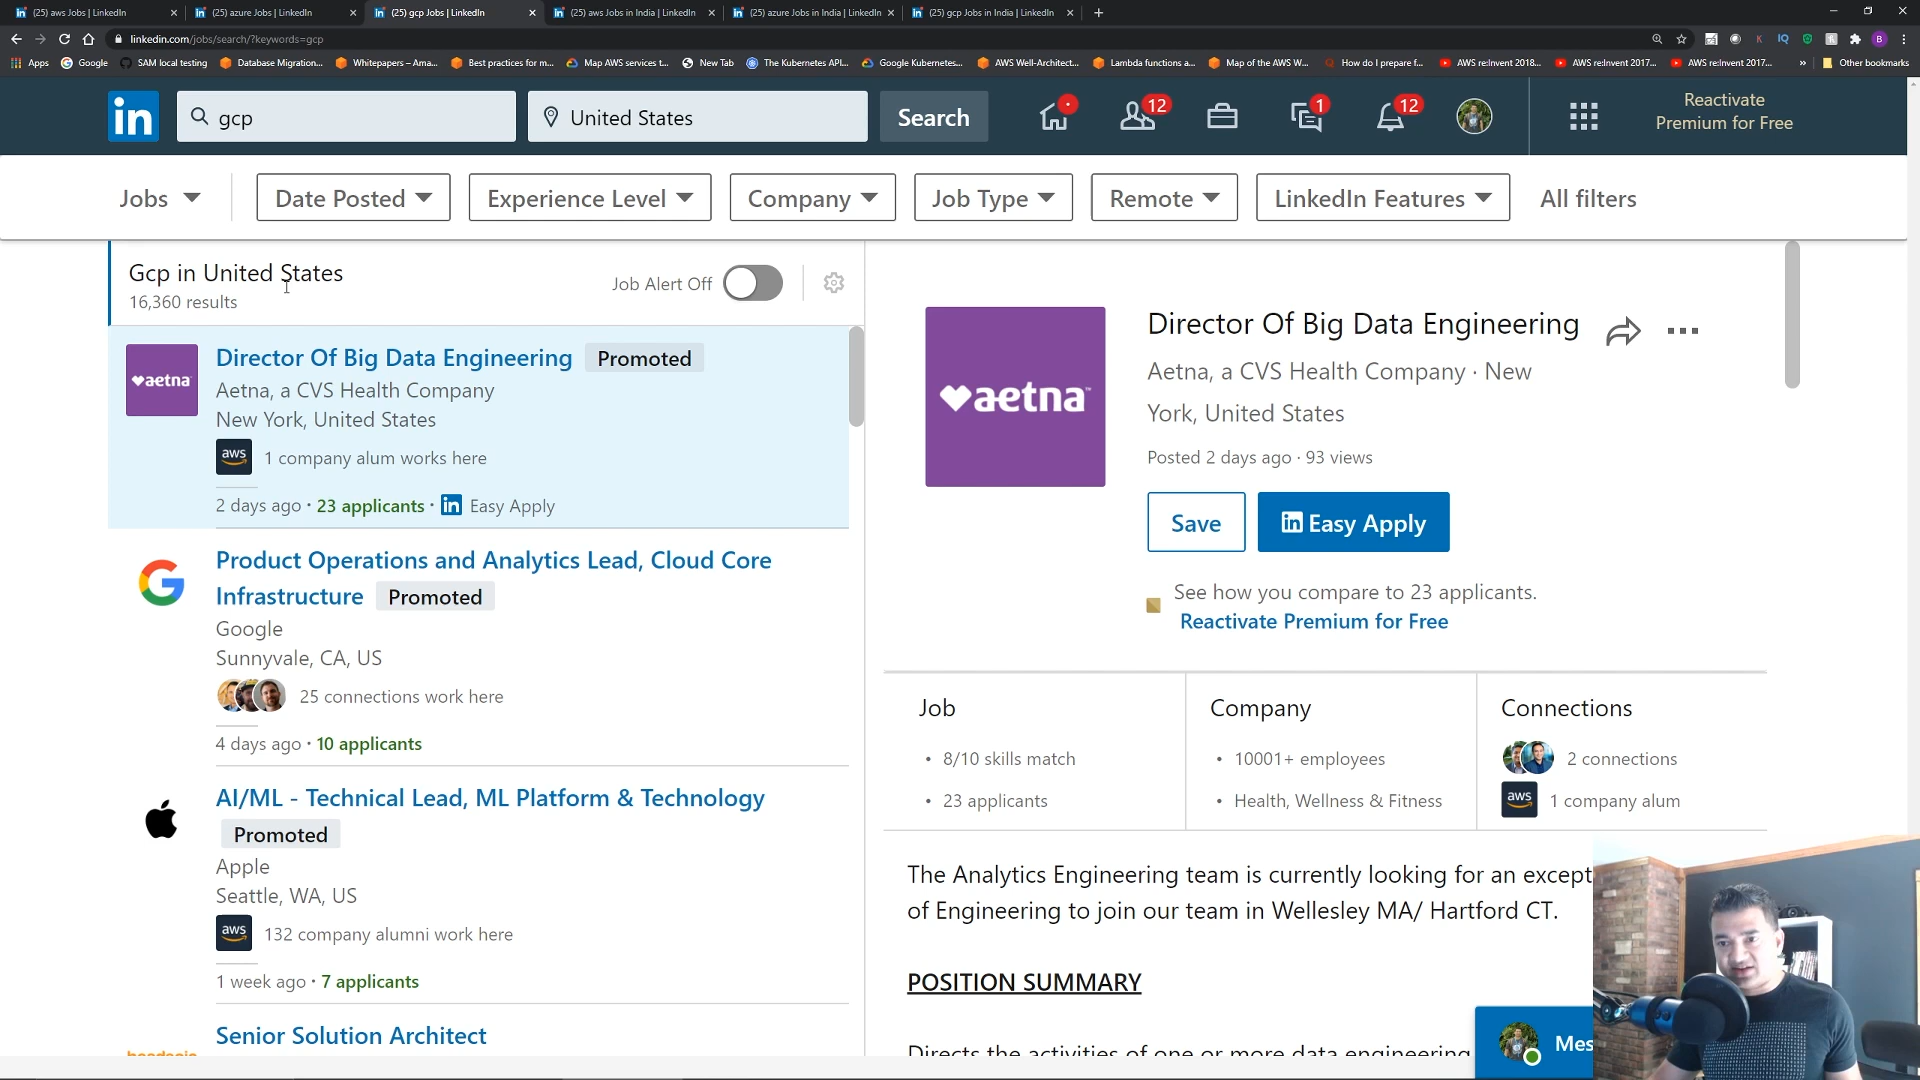 (25) aws Jobs | LinkedIn
(25) azure Jobs | LinkedIn
(25) gcp Jobs | LinkedIn
(25) aws Jobs in India | LinkedIn
(25) azure Jobs in India | LinkedIn
(25) gcp Jobs in India | LinkedIn
linkedin.com/jobs/search/?keywords=gcp
Apps
Google
SAM local testing
Database Migration...
Whitepapers – Ama...
Best practices for m...
Map AWS services t...
New Tab
The Kubernetes API...
Google Kubernetes...
AWS Well-Architect...
Lambda functions a...
Map of the AWS W...
How do I prepare f...
AWS re:Invent 2018...
AWS re:Invent 2017...
AWS re:Invent 2017...
»
Other bookmarks
in
gcp
United States
Search
12
1
12
Reactivate
Premium for Free
Jobs
Date Posted
Experience Level
Company
Job Type
Remote
LinkedIn Features
All filters
Gcp in United States
16,360 results
Job Alert Off
aetna
Director Of Big Data Engineering Promoted
Aetna, a CVS Health Company
New York, United States
aws 1 company alum works here
2 days ago · 23 applicants · in Easy Apply
Product Operations and Analytics Lead, Cloud Core
Infrastructure Promoted
Google
Sunnyvale, CA, US
25 connections work here
4 days ago · 10 applicants
AI/ML - Technical Lead, ML Platform & Technology
Promoted
Apple
Seattle, WA, US
aws 132 company alumni work here
1 week ago · 7 applicants
Senior Solution Architect
aetna
Director Of Big Data Engineering
Aetna, a CVS Health Company · New
York, United States
Posted 2 days ago · 93 views
Save
in Easy Apply
See how you compare to 23 applicants.
Reactivate Premium for Free
Job
• 8/10 skills match
• 23 applicants
Company
• 10001+ employees
• Health, Wellness & Fitness
Connections
2 connections
aws 1 company alum
The Analytics Engineering team is currently looking for an except
of Engineering to join our team in Wellesley MA/ Hartford CT.
POSITION SUMMARY
Directs the activities of one or more data engineering
Mes